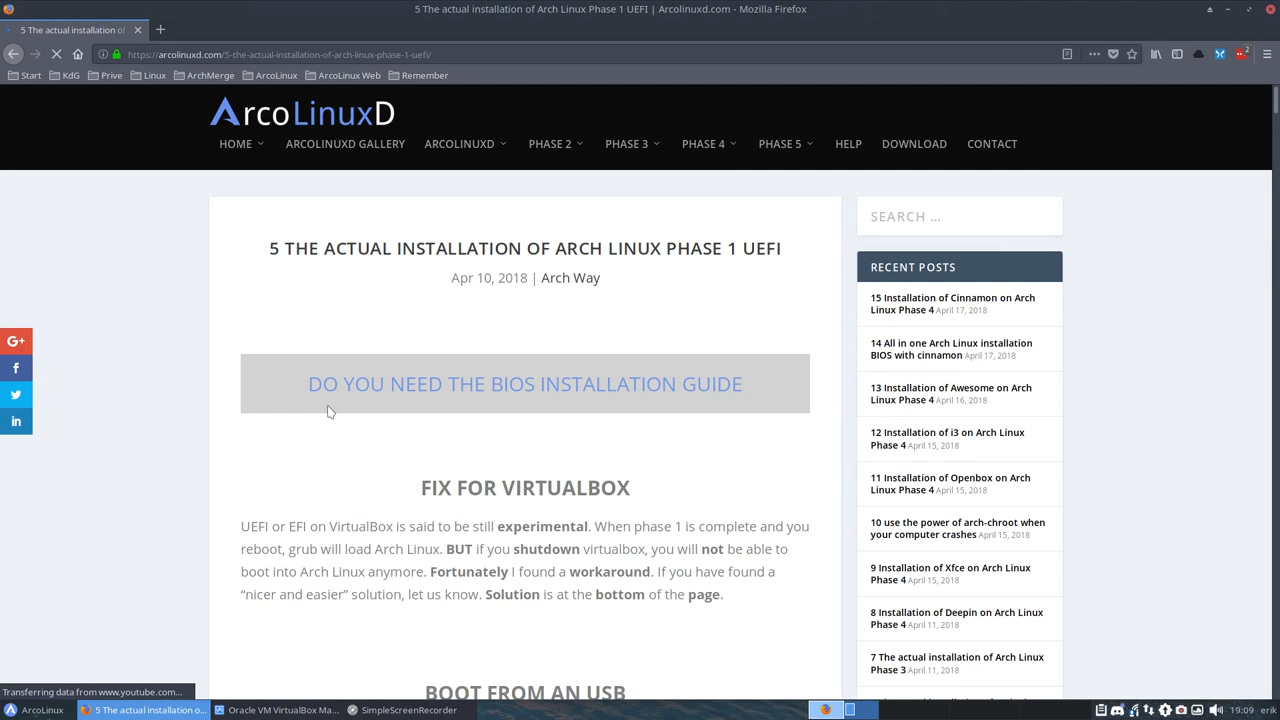 5 The actual installation of Arch Linux Phase 1 UEFI | Arcolinuxd.com - Mozilla Firefox
5 The actual installation of
https://arcolinuxd.com/5-the-actual-installation-of-arch-linux-phase-1-uefi/
2
Start KdG Prive Linux ArchMerge ArcoLinux ArcoLinux Web Remember
ArcoLinuxD
HOME ARCOLINUXD GALLERY ARCOLINUXD PHASE 2 PHASE 3 PHASE 4 PHASE 5 HELP DOWNLOAD CONTACT
5 THE ACTUAL INSTALLATION OF ARCH LINUX PHASE 1 UEFI
Apr 10, 2018 | Arch Way
DO YOU NEED THE BIOS INSTALLATION GUIDE
FIX FOR VIRTUALBOX
UEFI or EFI on VirtualBox is said to be still experimental. When phase 1 is complete and you
reboot, grub will load Arch Linux. BUT if you shutdown virtualbox, you will not be able to
boot into Arch Linux anymore. Fortunately I found a workaround. If you have found a
“nicer and easier” solution, let us know. Solution is at the bottom of the page.
BOOT FROM AN USB
SEARCH ...
RECENT POSTS
15 Installation of Cinnamon on Arch
Linux Phase 4 April 17, 2018
14 All in one Arch Linux installation
BIOS with cinnamon April 17, 2018
13 Installation of Awesome on Arch
Linux Phase 4 April 16, 2018
12 Installation of i3 on Arch Linux
Phase 4 April 15, 2018
11 Installation of Openbox on Arch
Linux Phase 4 April 15, 2018
10 use the power of arch-chroot when
your computer crashes April 15, 2018
9 Installation of Xfce on Arch Linux
Phase 4 April 15, 2018
8 Installation of Deepin on Arch Linux
Phase 4 April 11, 2018
7 The actual installation of Arch Linux
Phase 3 April 11, 2018
G+
f
in
Transferring data from www.youtube.com...
ArcoLinux 5 The actual installation o... Oracle VM VirtualBox Ma... SimpleScreenRecorder 19:09 erik